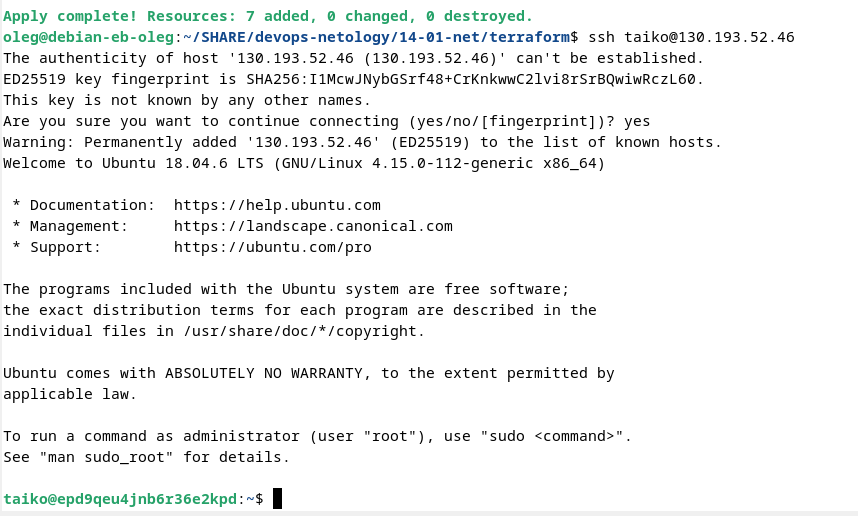 Apply complete! Resources: 7 added, 0 changed, 0 destroyed.
oleg@debian-eb-oleg:~/SHARE/devops-netology/14-01-net/terraform$ ssh taiko@130.193.52.46
The authenticity of host '130.193.52.46 (130.193.52.46)' can't be established.
ED25519 key fingerprint is SHA256:I1McwJNybGSrf48+CrKnkwwC2lvi8rSrBQwiwRczL60.
This key is not known by any other names.
Are you sure you want to continue connecting (yes/no/[fingerprint])? yes
Warning: Permanently added '130.193.52.46' (ED25519) to the list of known hosts.
Welcome to Ubuntu 18.04.6 LTS (GNU/Linux 4.15.0-112-generic x86_64)

 * Documentation:  https://help.ubuntu.com
 * Management:     https://landscape.canonical.com
 * Support:        https://ubuntu.com/pro

The programs included with the Ubuntu system are free software;
the exact distribution terms for each program are described in the
individual files in /usr/share/doc/*/copyright.

Ubuntu comes with ABSOLUTELY NO WARRANTY, to the extent permitted by
applicable law.

To run a command as administrator (user "root"), use "sudo <command>".
See "man sudo_root" for details.

taiko@epd9qeu4jnb6r36e2kpd:~$